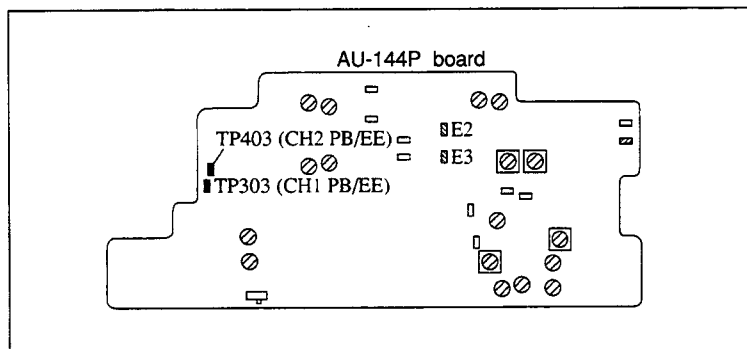 AU-144P board
E2
TP403 (CH2 PB/EE)
E3
TP303 (CH1 PB/EE)